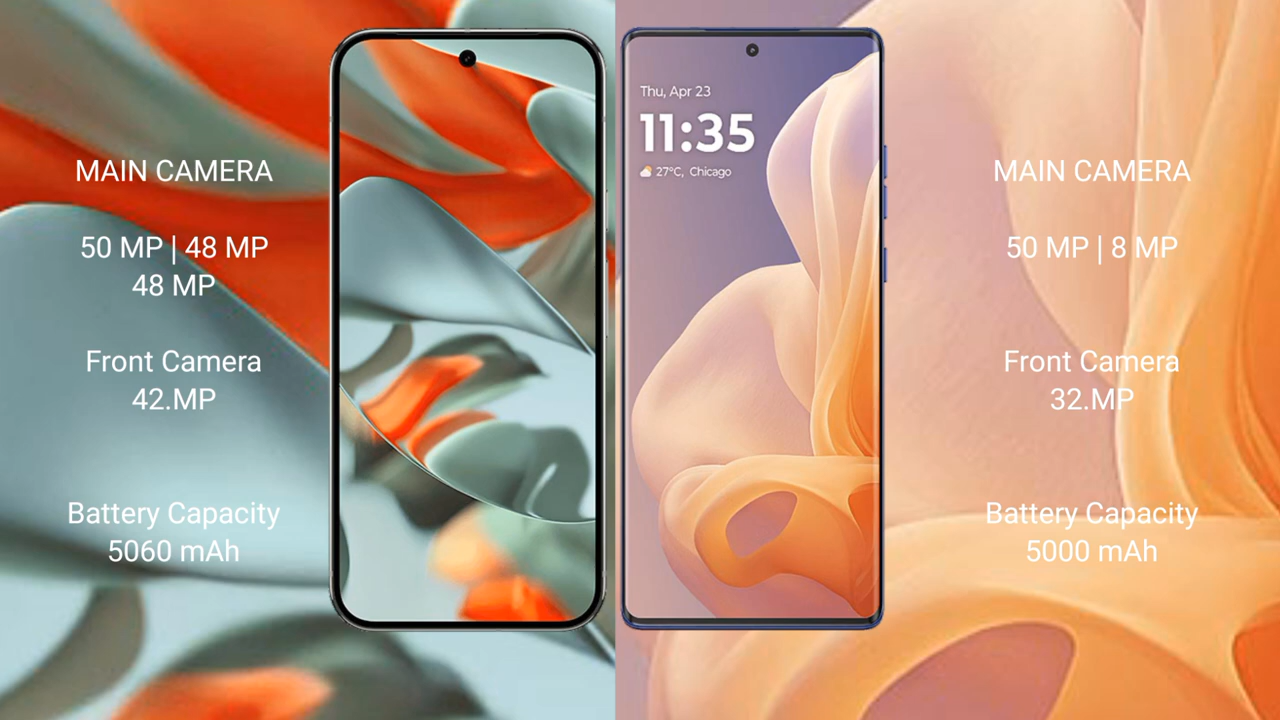 MAIN CAMERA
50 MP | 48 MP
48 MP
Front Camera
42.MP
Battery Capacity
5060 mAh
Thu, Apr 23
11:35
27°C, Chicago
MAIN CAMERA
50 MP | 8 MP
Front Camera
32.MP
Battery Capacity
5000 mAh